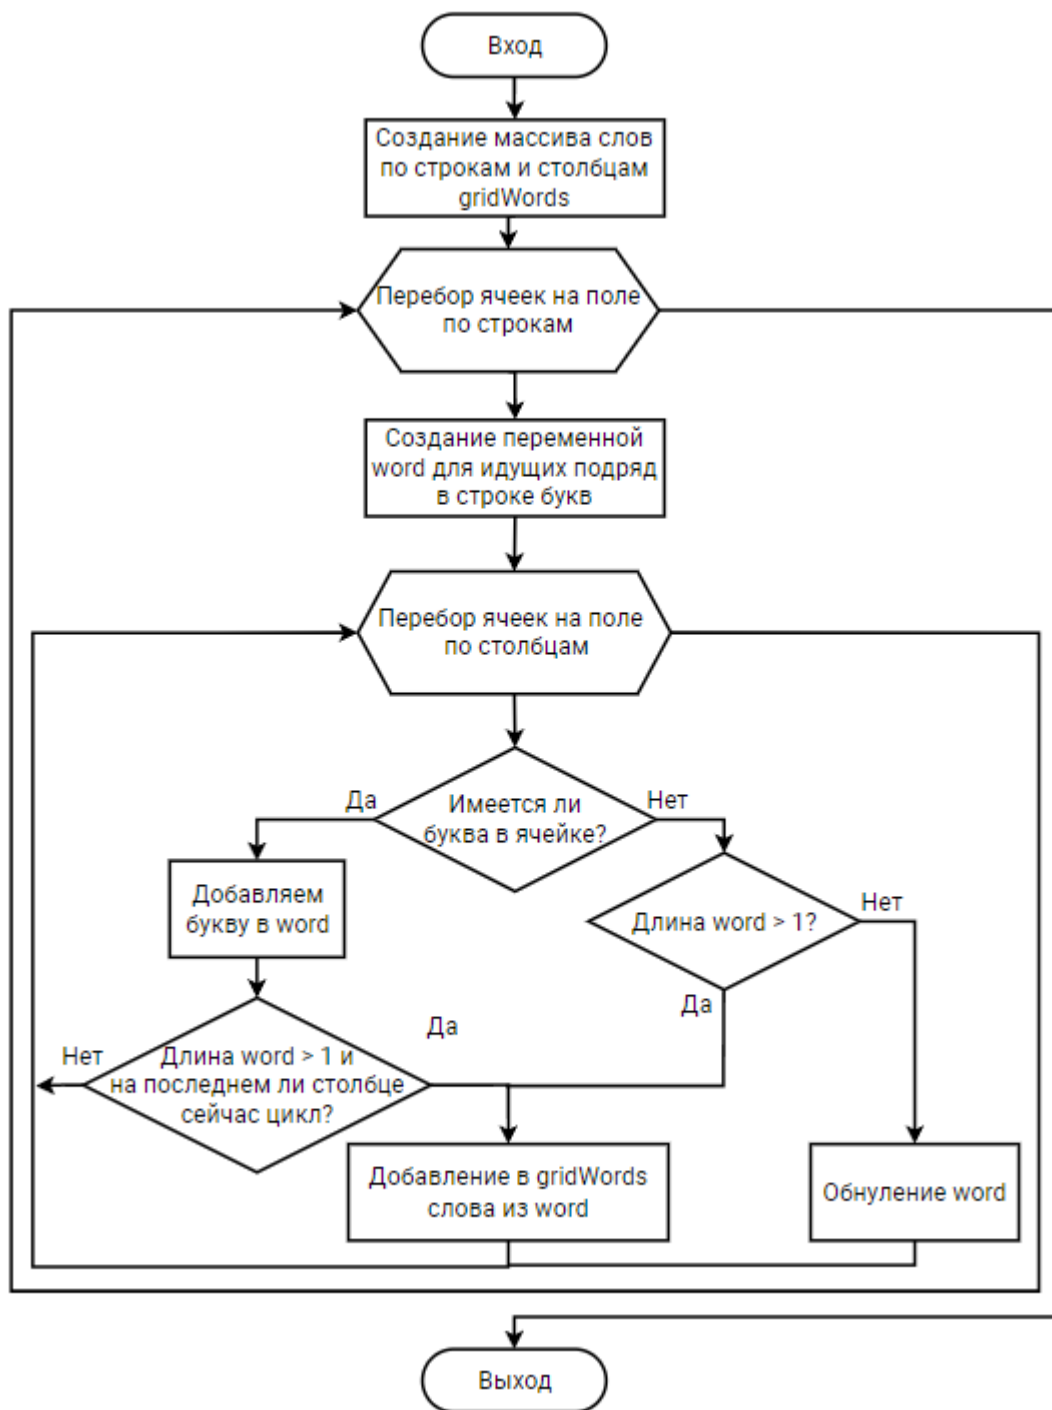 Вход
Создание массива слов
по строкам и столбцам
gridWords
Перебор ячеек на поле
по строкам
Создание переменной
word для идущих подряд
в строке букв
Перебор ячеек на поле
по столбцам
Да
Имеется ли
буква в ячейке?
Нет
Добавляем
букву в word
Длина word > 1?
Нет
Да
Да
Нет
Длина word > 1 и
на последнем ли столбце
сейчас цикл?
Добавление в gridWords
слова из word
Обнуление word
Выход